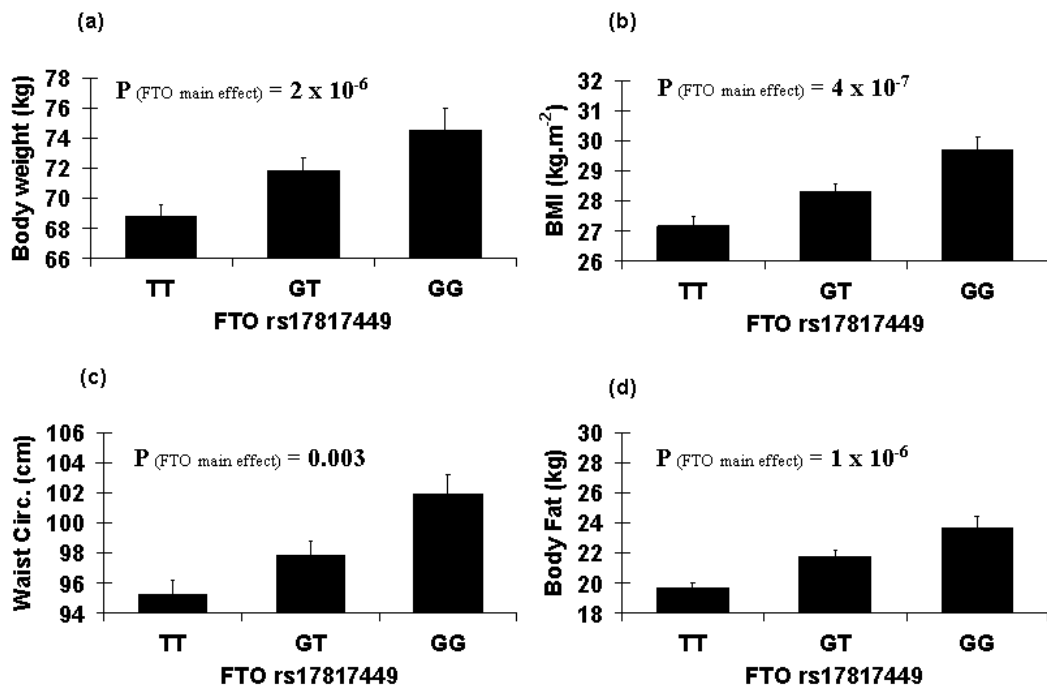 (a)
P (FTO main effect) = 2 x 10-6
Body weight (kg)
78
76
74
72
70
68
66
TT GT GG
FTO rs17817449
(b)
P (FTO main effect) = 4 x 10-7
BMI (kg.m-2)
32
31
30
29
28
27
26
TT GT GG
FTO rs17817449
(c)
P (FTO main effect) = 0.003
Waist Circ. (cm)
106
104
102
100
98
96
94
TT GT GG
FTO rs17817449
(d)
P (FTO main effect) = 1 x 10-6
Body Fat (kg)
30
28
26
24
22
20
18
TT GT GG
FTO rs17817449